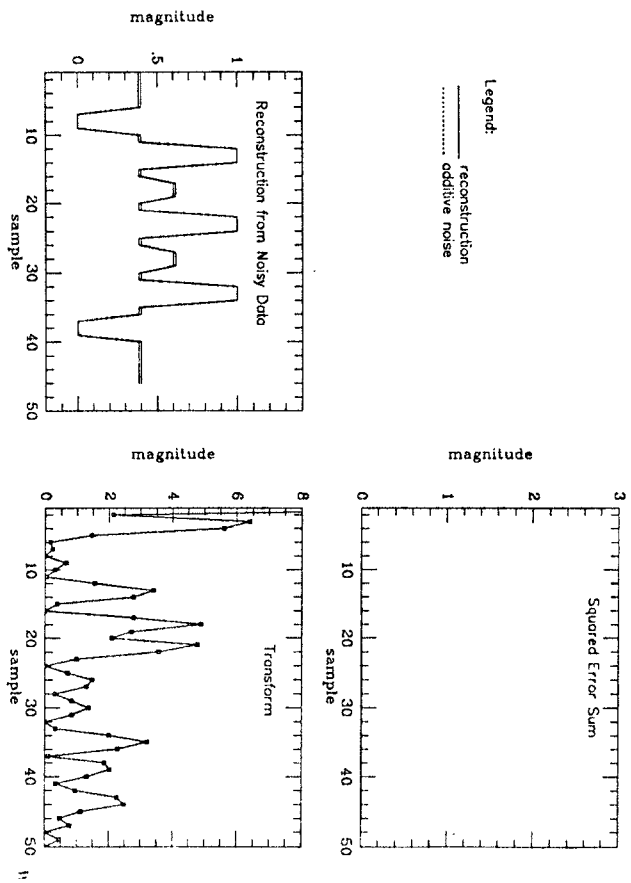 Legend:
reconstruction
additive noise
Squared Error Sum
magnitude
0
1
2
3
10
20
30
40
50
sample
Reconstruction from Noisy Data
magnitude
0
.5
1
10
20
30
40
50
sample
Transform
magnitude
0
2
4
6
8
10
20
30
40
50
sample